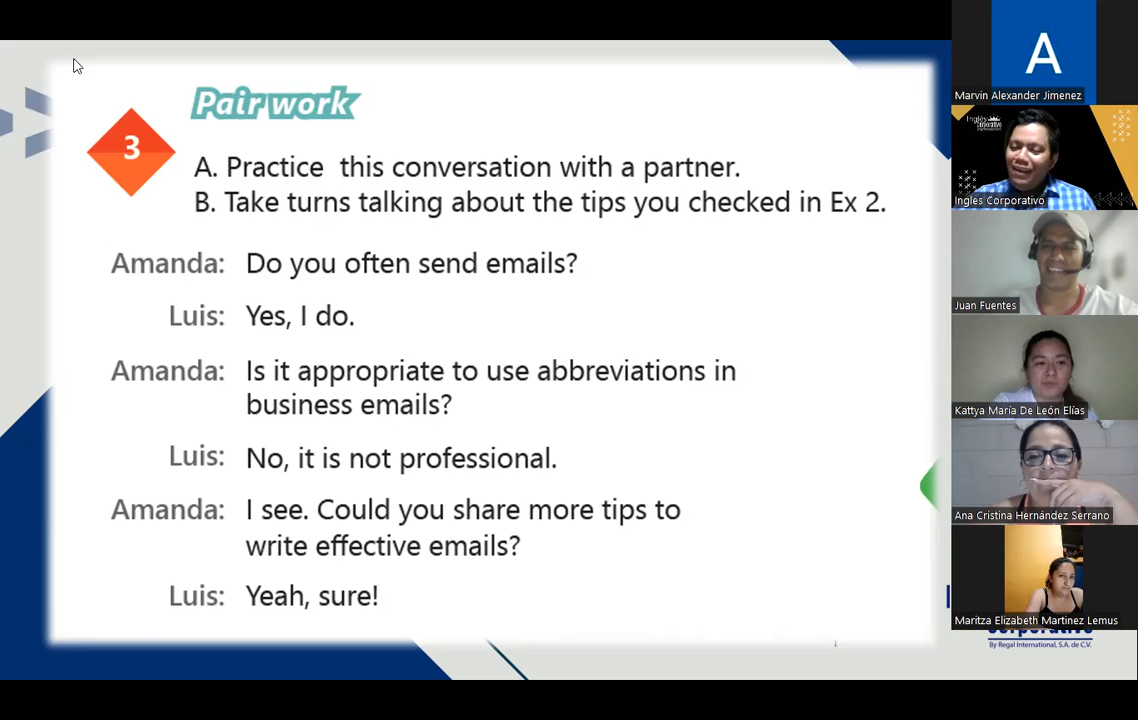 Pair work
3
A. Practice this conversation with a partner.
B. Take turns talking about the tips you checked in Ex 2.
Amanda: Do you often send emails?
Luis: Yes, I do.
Amanda: Is it appropriate to use abbreviations in
business emails?
Luis: No, it is not professional.
Amanda: I see. Could you share more tips to
write effective emails?
Luis: Yeah, sure!
A
Marvin Alexander Jimenez
Inglés
Ingles Corporativo
Juan Fuentes
Kattya María De León Elías
Ana Cristina Hernández Serrano
Maritza Elizabeth Martinez Lemus
By Regal International, S.A. de C.V.